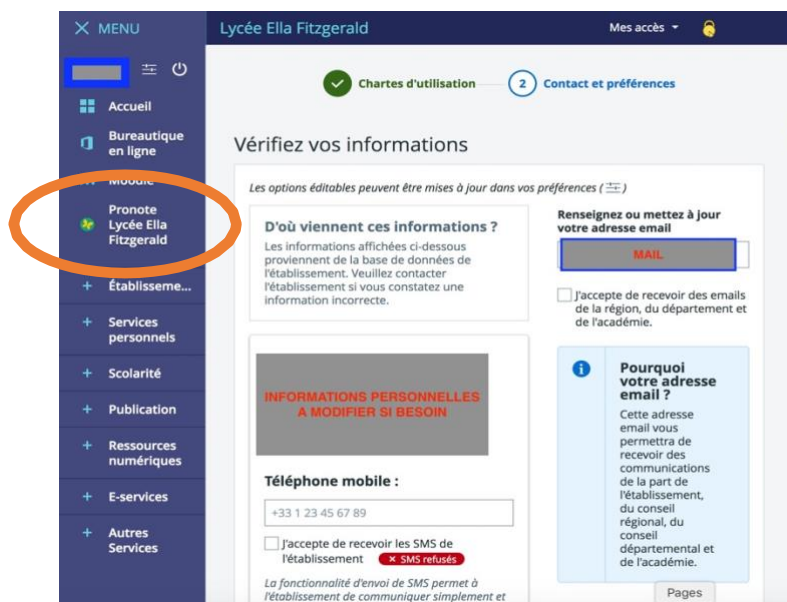 MENU
Lycée Ella Fitzgerald
Mes accès
Accueil
Bureautique
en ligne
Moodle
Pronote
Lycée Ella
Fitzgerald
+ Établisseme...
+ Services
personnels
+ Scolarité
+ Publication
+ Ressources
numériques
+ E-services
+ Autres
Services
Chartes d'utilisation
2 Contact et préférences
Vérifiez vos informations
Les options éditables peuvent être mises à jour dans vos préférences ( )
D'où viennent ces informations ?
Les informations affichées ci-dessous
proviennent de la base de données de
l'établissement. Veuillez contacter
l'établissement si vous constatez une
information incorrecte.
INFORMATIONS PERSONNELLES
A MODIFIER SI BESOIN
Téléphone mobile :
+33 1 23 45 67 89
J'accepte de recevoir les SMS de
l'établissement × SMS refusés
La fonctionnalité d'envoi de SMS permet à
l'établissement de communiquer simplement et
Renseignez ou mettez à jour
votre adresse email
MAIL
J'accepte de recevoir des emails
de la région, du département et
de l'académie.
Pourquoi
votre adresse
email ?
Cette adresse
email vous
permettra de
recevoir des
communications
de la part de
l'établissement,
du conseil
régional, du
conseil
départemental et
de l'académie.
Pages